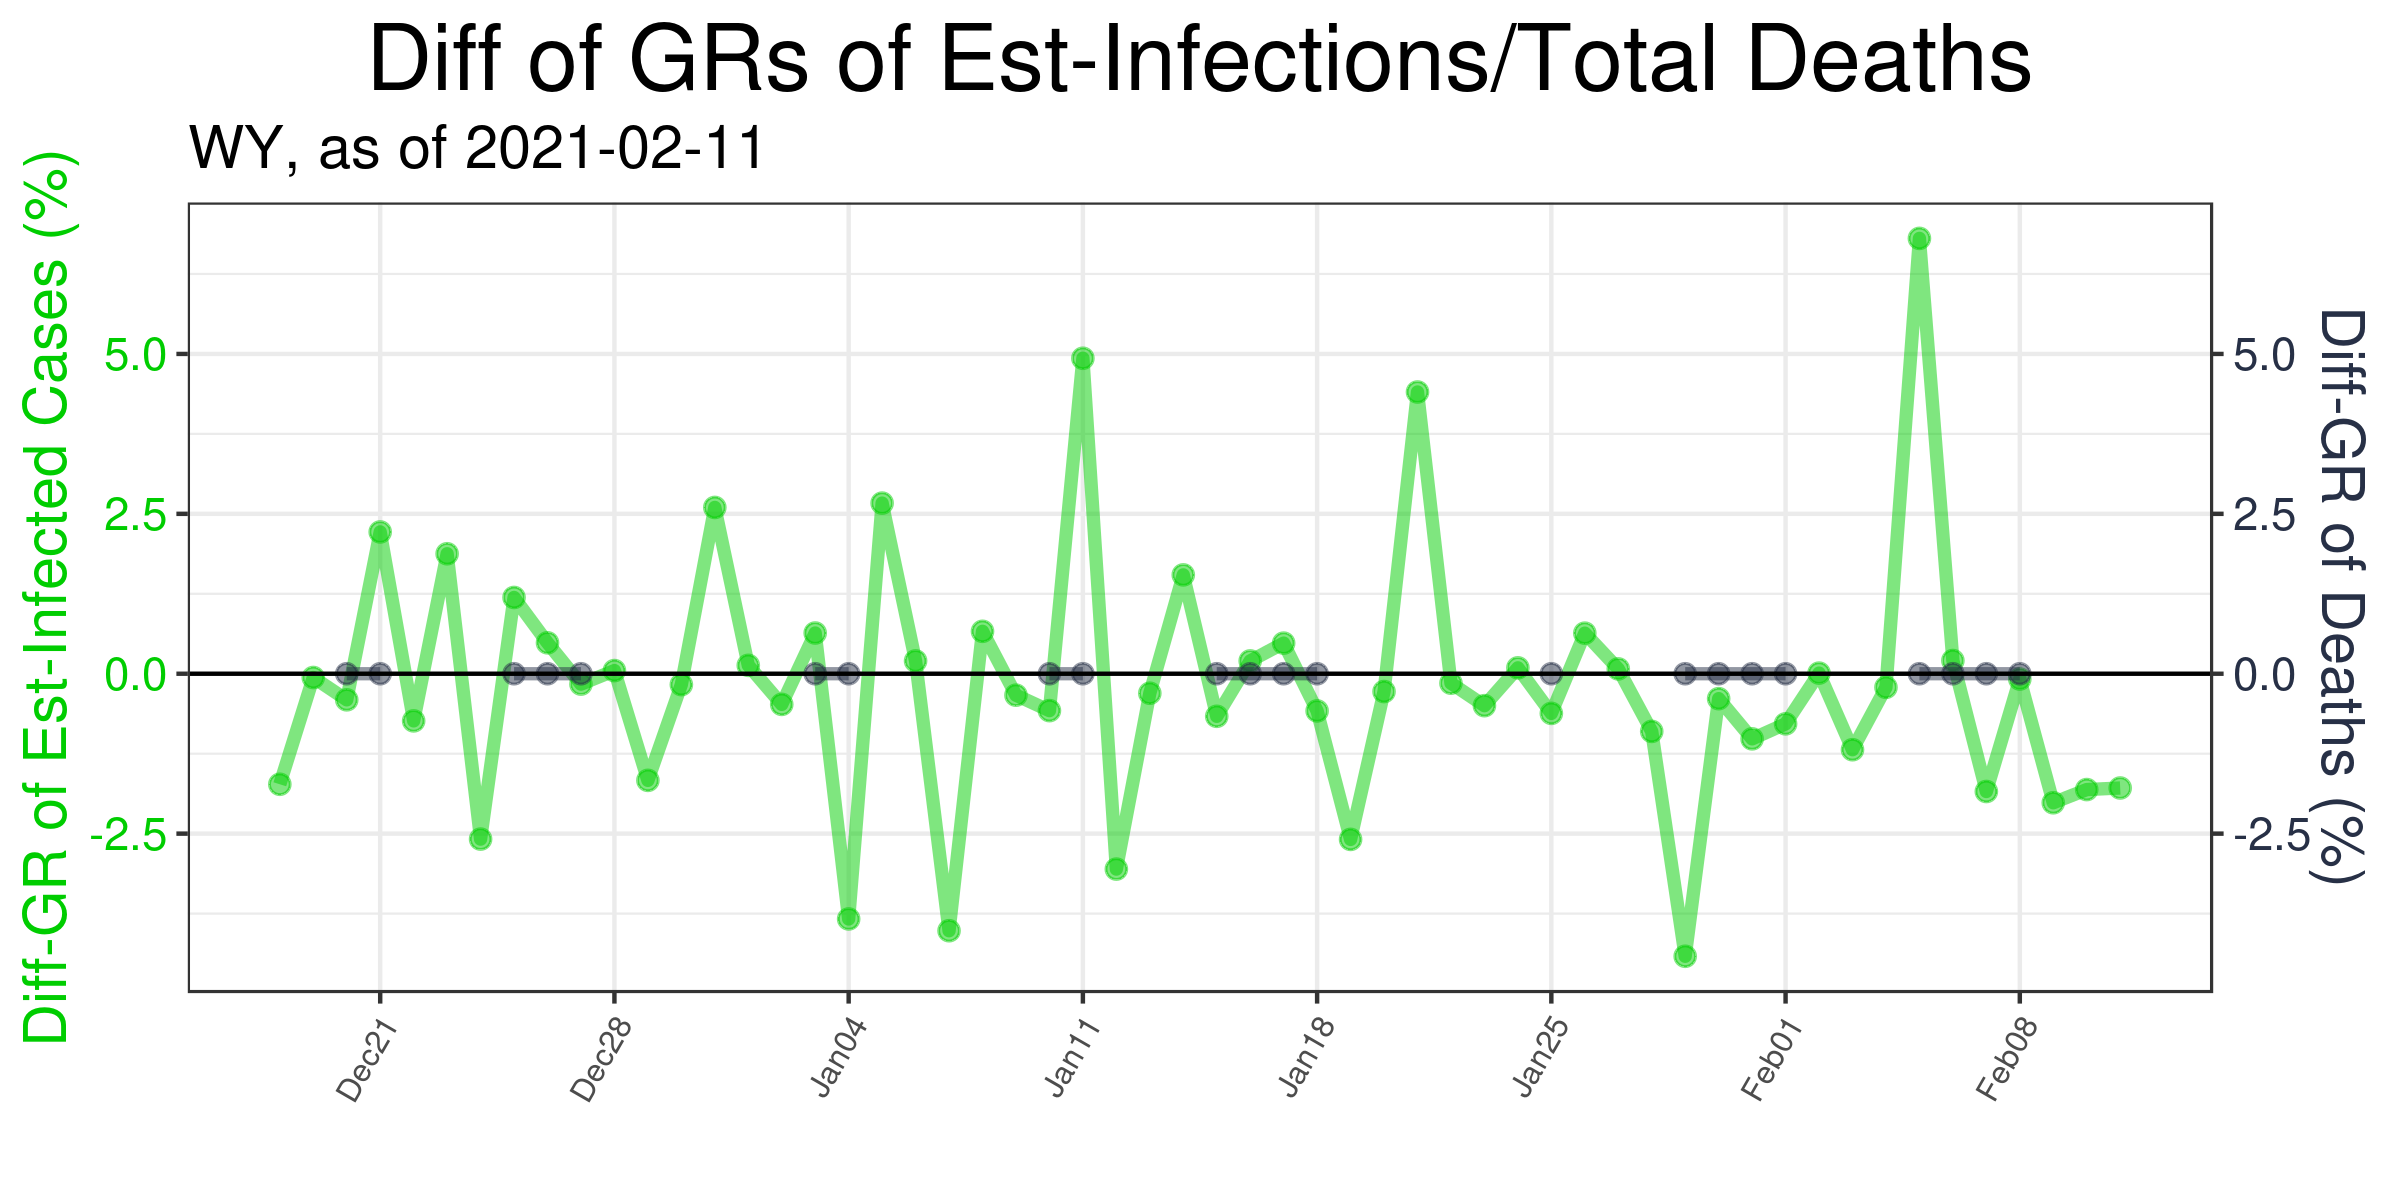 Diff of GRs of Est-Infections/Total Deaths
WY, as of 2021-02-11
Diff-GR of Est-Infected Cases (%)
5.0
2.5
0.0
-2.5
5.0
2.5
0.0
-2.5
Diff-GR of Deaths (%)
Dec21
Dec28
Jan04
Jan11
Jan18
Jan25
Feb01
Feb08